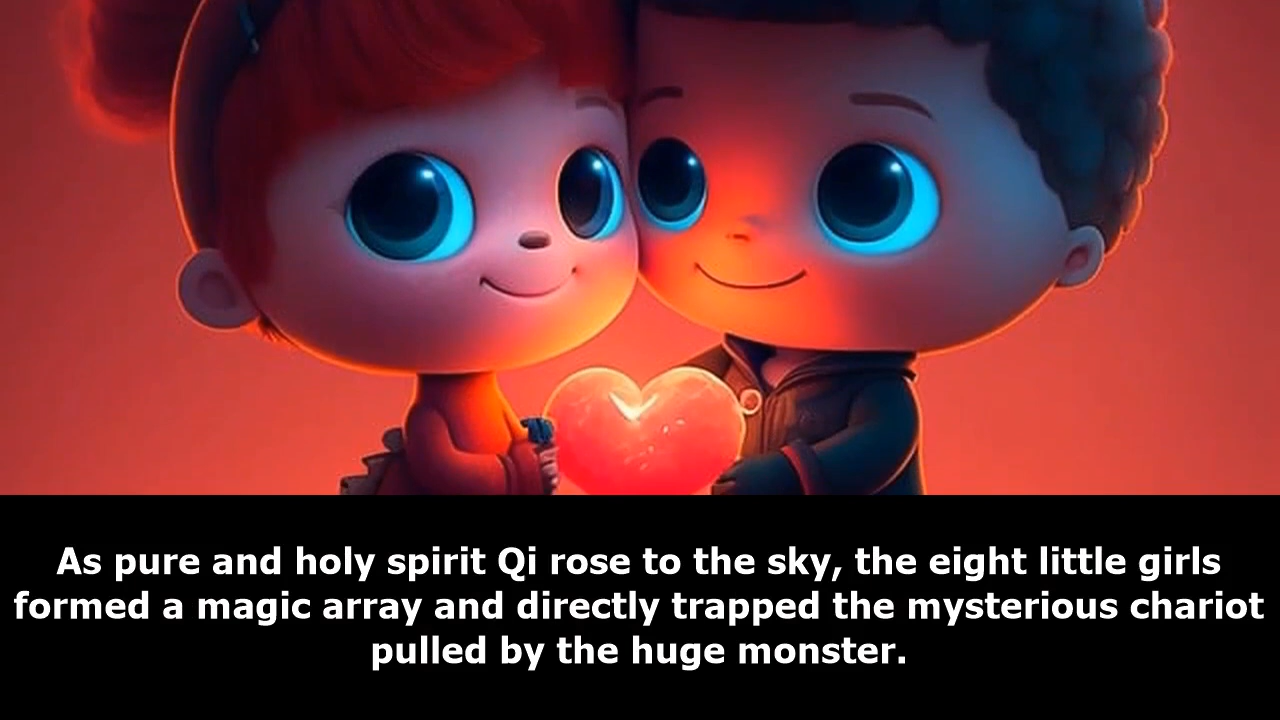 As pure and holy spirit Qi rose to the sky, the eight little girls
formed a magic array and directly trapped the mysterious chariot
pulled by the huge monster.